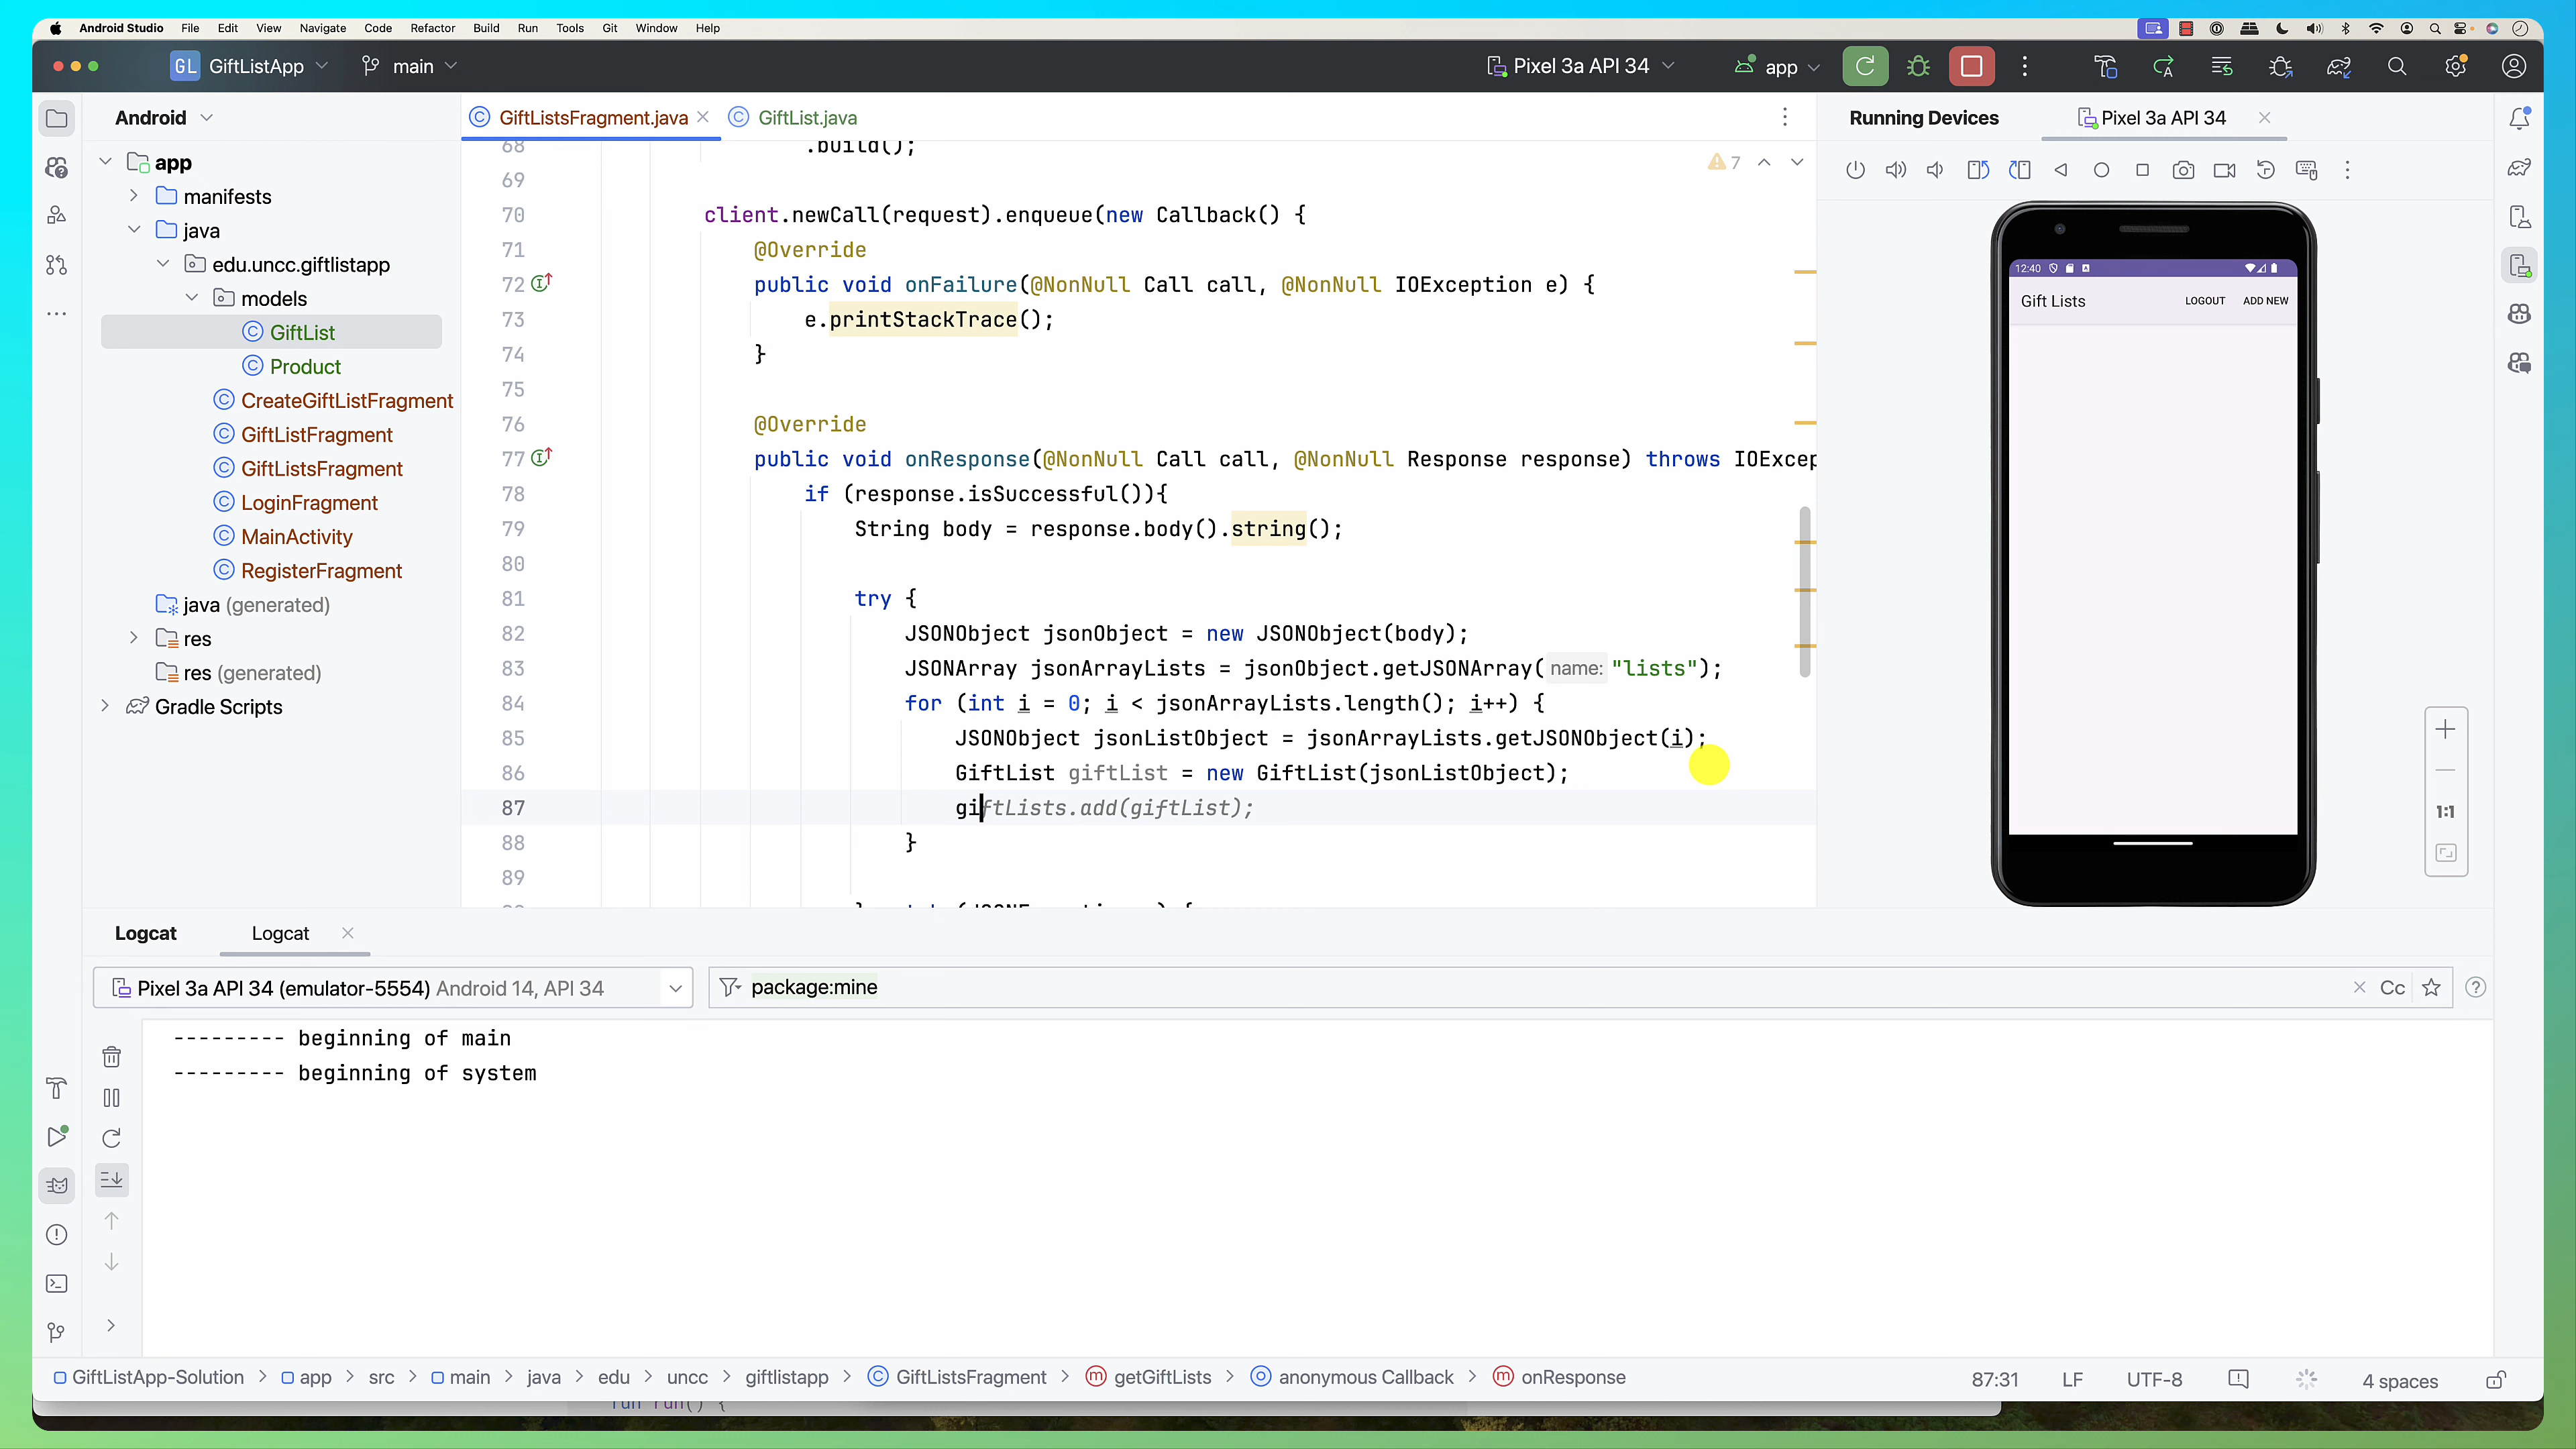 Android Studio File Edit View Navigate Code Refactor Build Run Tools Git Window Help
GL GiftListApp main Pixel 3a API 34 app
Android
GiftListsFragment.java GiftList.java
Running Devices Pixel 3a API 34
app
manifests
java
edu.uncc.giftlistapp
models
GiftList
Product
CreateGiftListFragment
GiftListFragment
GiftListsFragment
LoginFragment
MainActivity
RegisterFragment
java (generated)
res
res (generated)
Gradle Scripts
7
68 .build();
69
70 client.newCall(request).enqueue(new Callback() {
71 @Override
72 public void onFailure(@NonNull Call call, @NonNull IOException e) {
73 e.printStackTrace();
74 }
75
76 @Override
77 public void onResponse(@NonNull Call call, @NonNull Response response) throws IOExcep
78 if (response.isSuccessful()){
79 String body = response.body().string();
80
81 try {
82 JSONObject jsonObject = new JSONObject(body);
83 JSONArray jsonArrayLists = jsonObject.getJSONArray( name: "lists");
84 for (int i = 0; i < jsonArrayLists.length(); i++) {
85 JSONObject jsonListObject = jsonArrayLists.getJSONObject(i);
86 GiftList giftList = new GiftList(jsonListObject);
87 giftLists.add(giftList);
88 }
89
12:40
Gift Lists LOGOUT ADD NEW
1:1
Logcat Logcat
Pixel 3a API 34 (emulator-5554) Android 14, API 34
package:mine
Cc
--------- beginning of main
--------- beginning of system
GiftListApp-Solution > app > src > main > java > edu > uncc > giftlistapp > GiftListsFragment > getGiftLists > anonymous Callback > onResponse
87:31 LF UTF-8 4 spaces